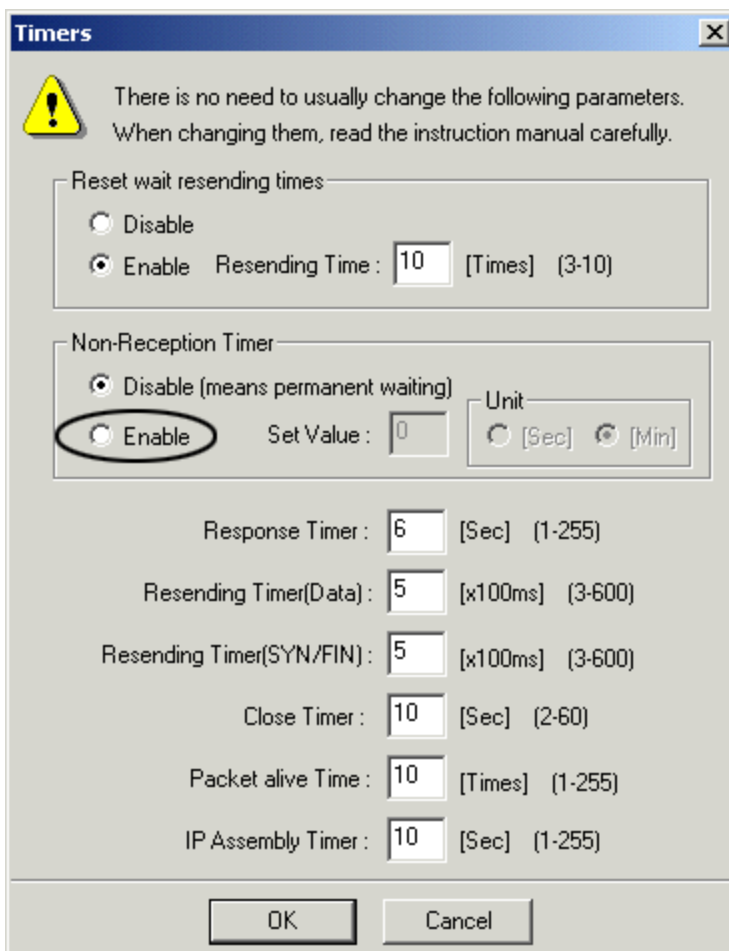 Timers
There is no need to usually change the following parameters.
When changing them, read the instruction manual carefully.
Reset wait resending times
Disable
Enable Resending Time : 10 [Times] (3-10)
Non-Reception Timer
Disable (means permanent waiting)
Unit
Enable Set Value : 0 [Sec] [Min]
Response Timer : 6 [Sec] (1-255)
Resending Timer(Data) : 5 [x100ms] (3-600)
Resending Timer(SYN/FIN) : 5 [x100ms] (3-600)
Close Timer : 10 [Sec] (2-60)
Packet alive Time : 10 [Times] (1-255)
IP Assembly Timer : 10 [Sec] (1-255)
OK Cancel